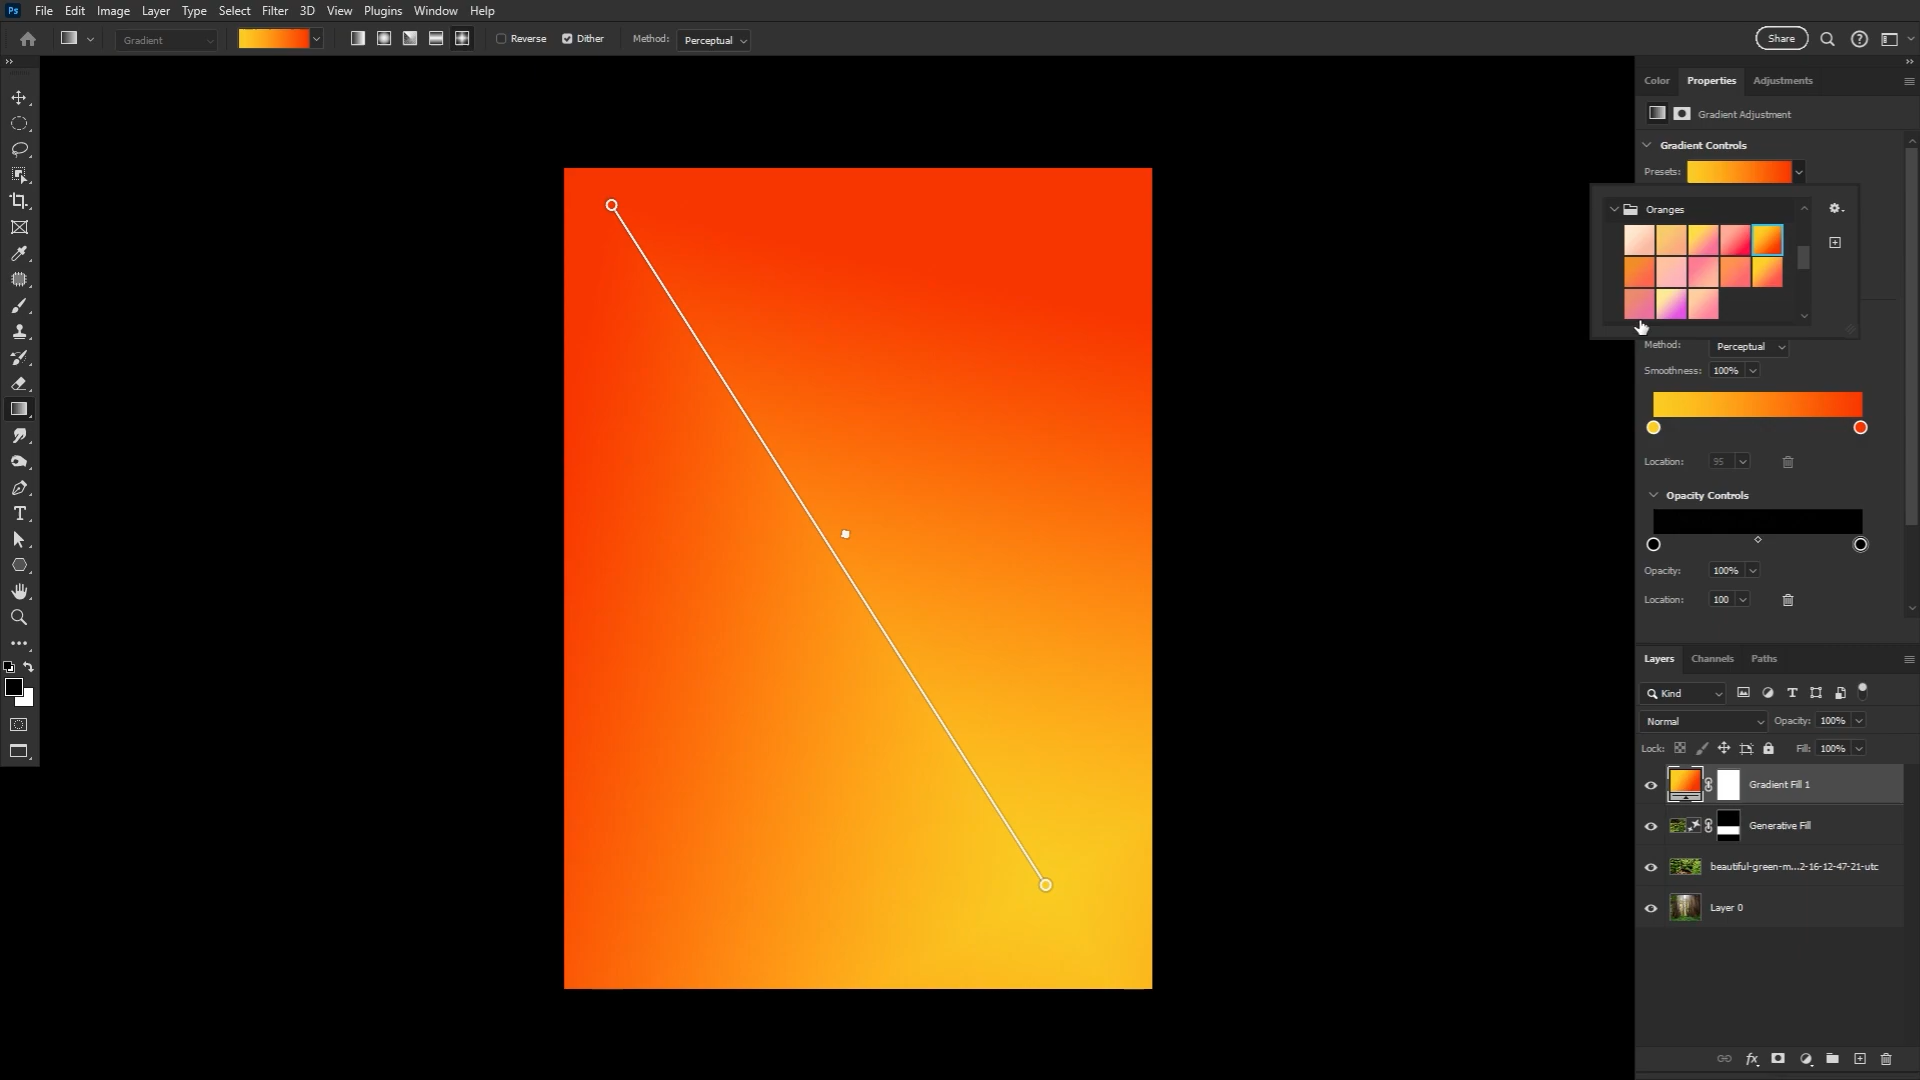 Ps File Edit Image Layer Type Select Filter 3D View Plugins Window Help
Gradient Reverse Dither Method: Perceptual Share
Color Properties Adjustments
Gradient Adjustment
Gradient Controls
Presets:
Oranges
Method: Perceptual
Smoothness: 100%
Location: 95
Opacity Controls
Opacity: 100%
Location: 100
Layers Channels Paths
Kind
Normal Opacity: 100%
Lock: Fill: 100%
Gradient Fill 1
Generative Fill
beautiful-green-m...2-16-12-47-21-utc
Layer 0